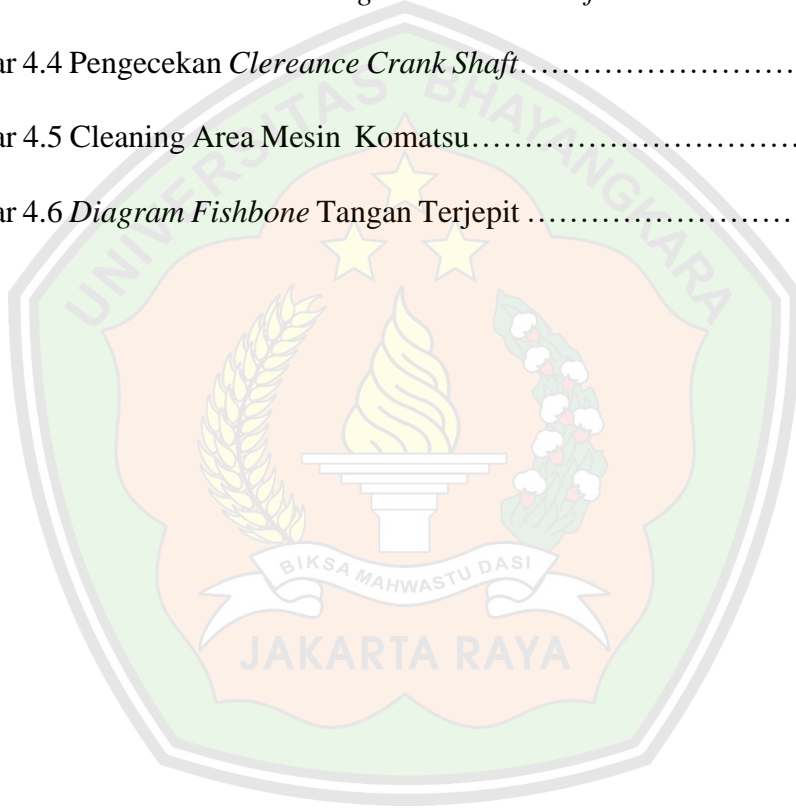 ar 4.4 Pengecekan Clereance Crank Shaft…………………………
ar 4.5 Cleaning Area Mesin Komatsu……………………………
ar 4.6 Diagram Fishbone Tangan Terjepit …………………………
UNIVERSITAS BHAYANGKARA
BIKSA MAHWASTU DASI
JAKARTA RAYA